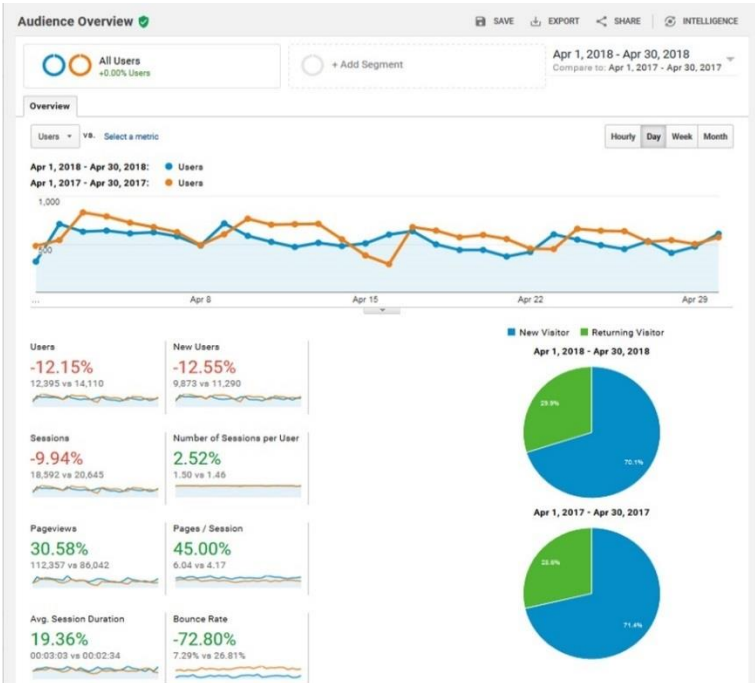 Audience Overview
SAVE EXPORT SHARE INTELLIGENCE
All Users
+0.00% Users
+ Add Segment
Apr 1, 2018 - Apr 30, 2018
Compare to: Apr 1, 2017 - Apr 30, 2017
Overview
Users vs. Select a metric
Hourly Day Week Month
Apr 1, 2018 - Apr 30, 2018: Users
Apr 1, 2017 - Apr 30, 2017: Users
1,000
500
... Apr 8 Apr 15 Apr 22 Apr 29
New Visitor Returning Visitor
Apr 1, 2018 - Apr 30, 2018
29.9%
70.1%
Apr 1, 2017 - Apr 30, 2017
28.6%
71.4%
Users
-12.15%
12,395 vs 14,110
New Users
-12.55%
9,873 vs 11,290
Sessions
-9.94%
18,592 vs 20,645
Number of Sessions per User
2.52%
1.50 vs 1.46
Pageviews
30.58%
112,357 vs 86,042
Pages / Session
45.00%
6.04 vs 4.17
Avg. Session Duration
19.36%
00:03:03 vs 00:02:34
Bounce Rate
-72.80%
7.29% vs 26.81%